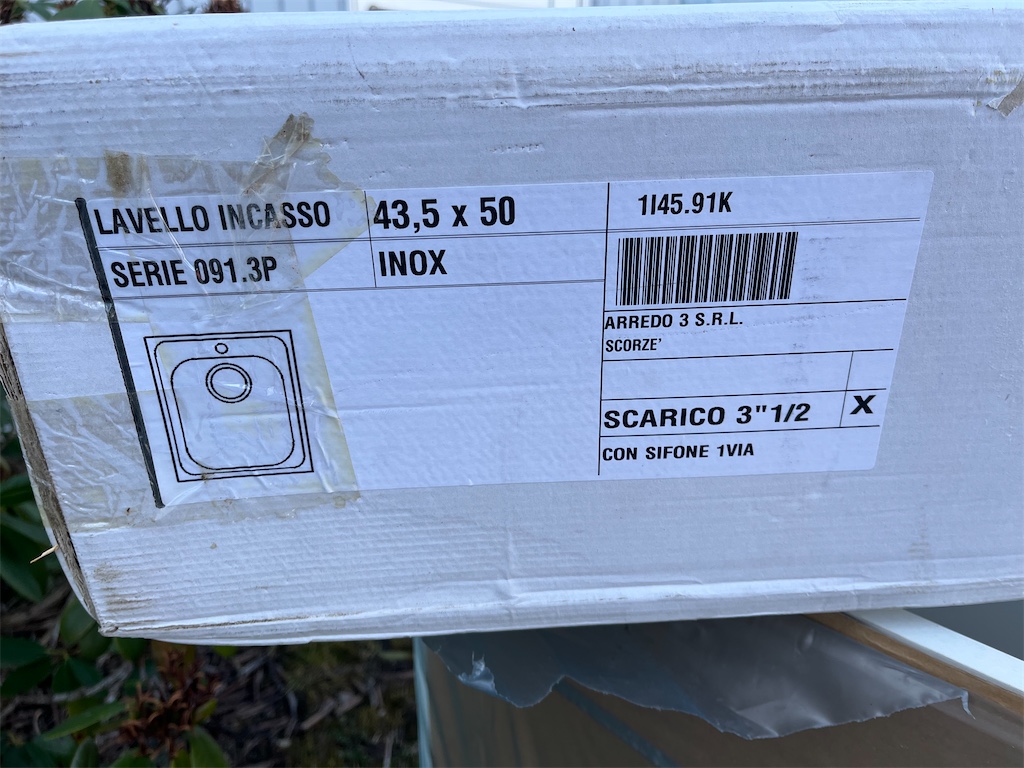 LAVELLO INCASSO
43,5 x 50
SERIE 091.3P
INOX
1I45.91K
ARREDO 3 S.R.L.
SCORZE'
SCARICO 3"1/2
X
CON SIFONE 1VIA